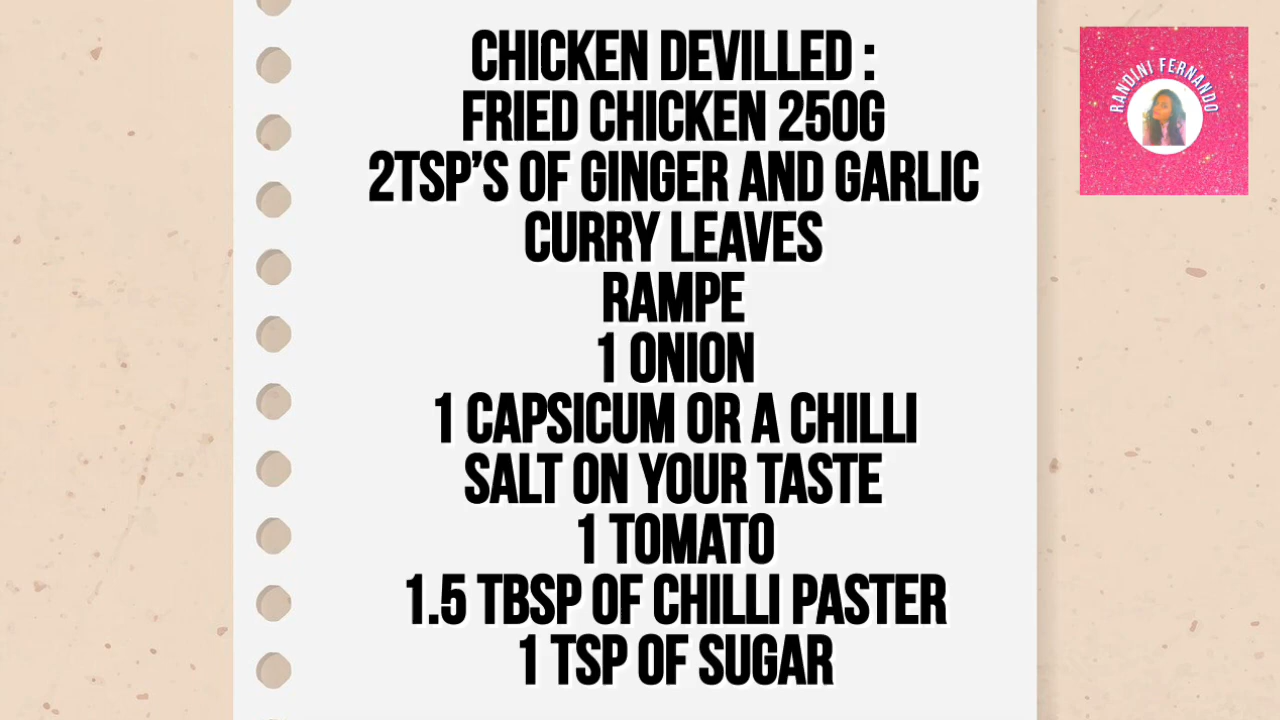 CHICKEN DEVILLED :
FRIED CHICKEN 250G
2TSP’S OF GINGER AND GARLIC
CURRY LEAVES
RAMPE
1 ONION
1 CAPSICUM OR A CHILLI
SALT ON YOUR TASTE
1 TOMATO
1.5 TBSP OF CHILLI PASTER
1 TSP OF SUGAR
RANDINI FERNANDO